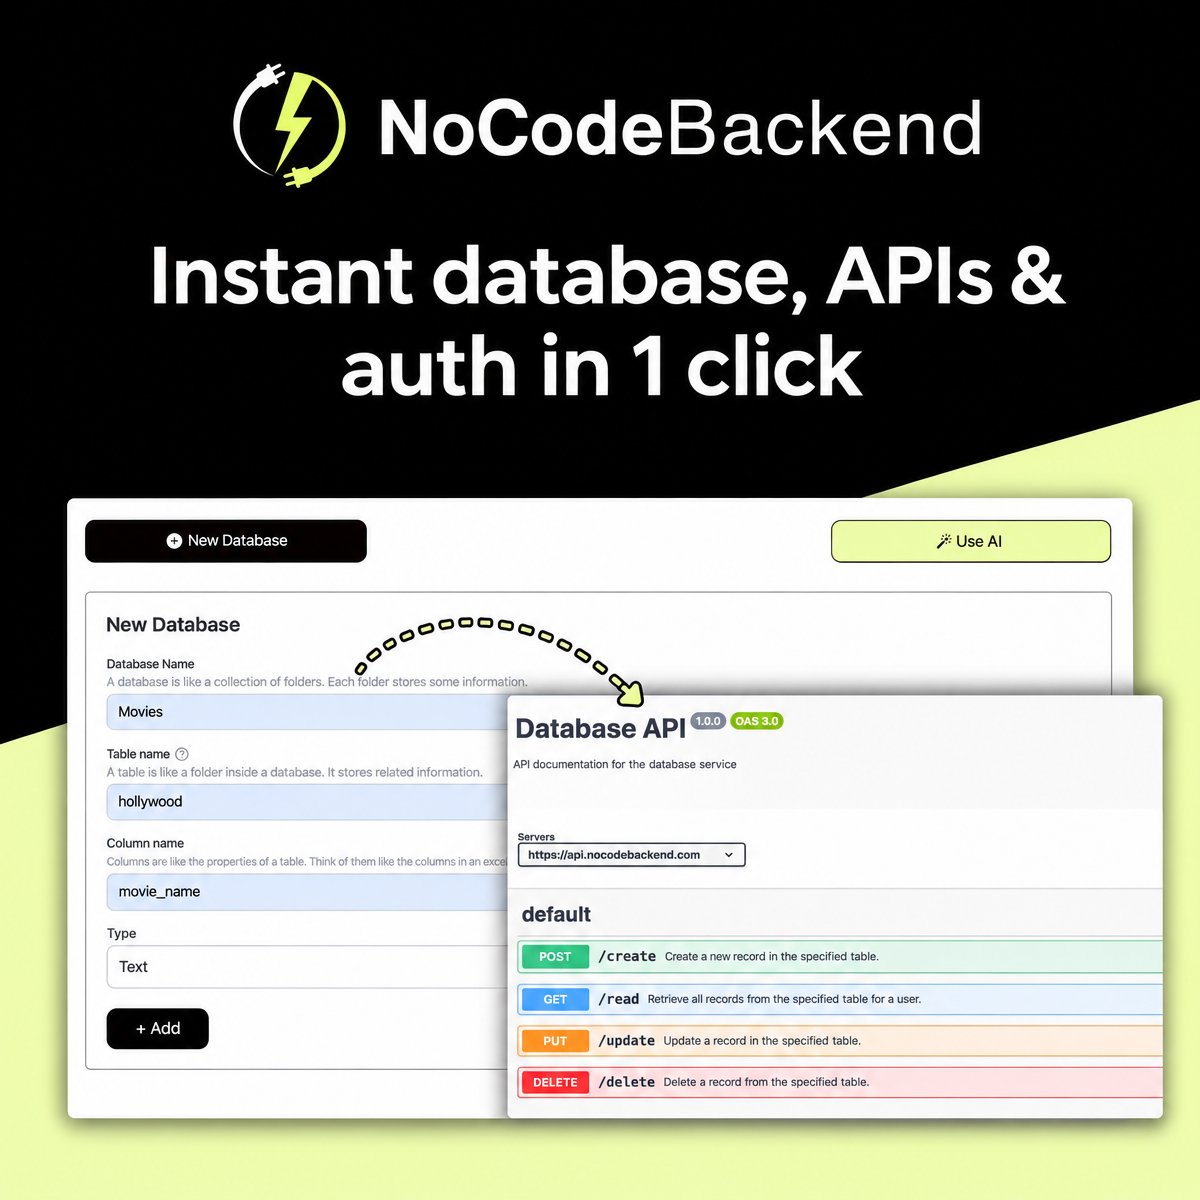 NoCodeBackend
Instant database, APIs &
auth in 1 click
New Database
Use AI
New Database
Database Name
A database is like a collection of folders. Each folder stores some information.
Movies
Table name
A table is like a folder inside a database. It stores related information.
hollywood
Column name
Columns are like the properties of a table. Think of them like the columns in an
movie_name
Type
Text
+ Add
Database API 1.0.0 OAS 3.0
API documentation for the database service
Servers
https://api.nocodebackend.com
default
POST /create Create a new record in the specified table.
GET /read Retrieve all records from the specified table for a user.
PUT /update Update a record in the specified table.
DELETE /delete Delete a record from the specified table.